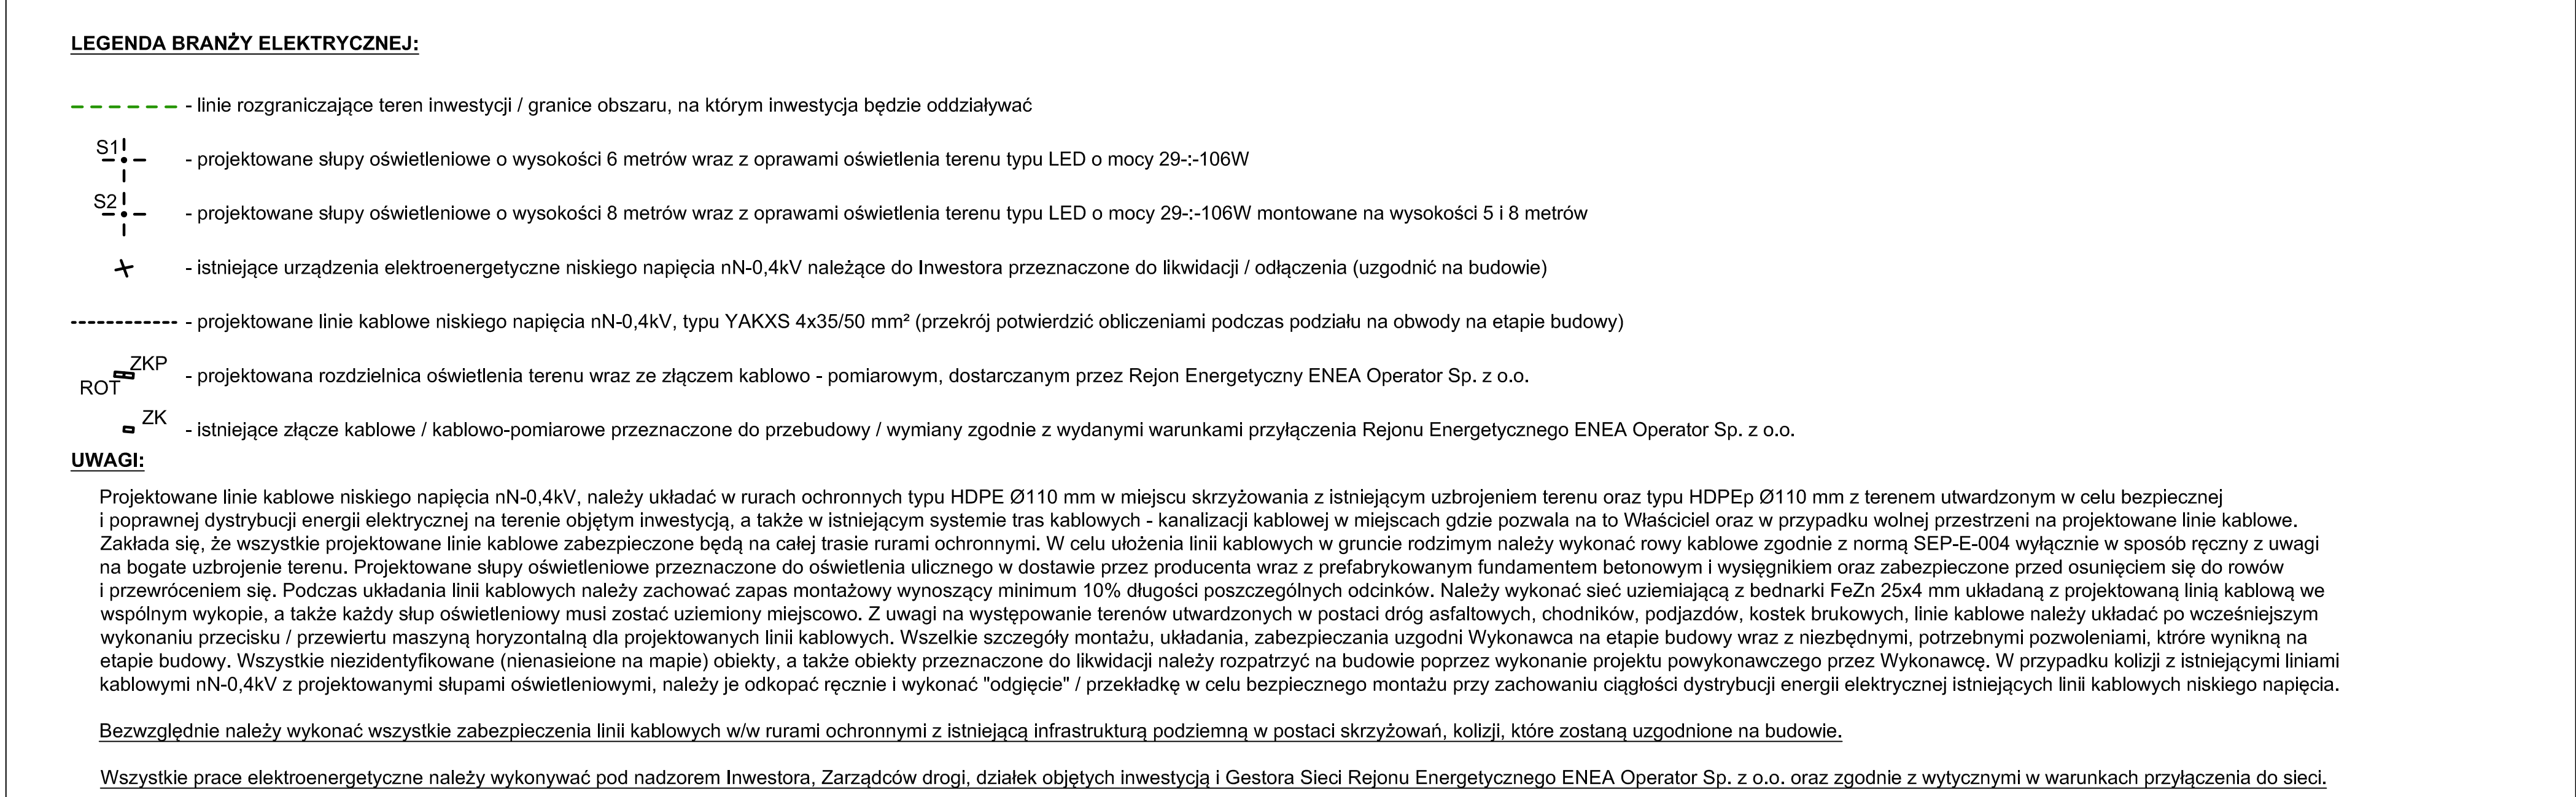 LEGENDA BRANŻY ELEKTRYCZNEJ:
- linie rozgraniczające teren inwestycji / granice obszaru, na którym inwestycja będzie oddziaływać
S1
- projektowane słupy oświetleniowe o wysokości 6 metrów wraz z oprawami oświetlenia terenu typu LED o mocy 29-:-106W
S2
- projektowane słupy oświetleniowe o wysokości 8 metrów wraz z oprawami oświetlenia terenu typu LED o mocy 29-:-106W montowane na wysokości 5 i 8 metrów
- istniejące urządzenia elektroenergetyczne niskiego napięcia nN-0,4kV należące do Inwestora przeznaczone do likwidacji / odłączenia (uzgodnić na budowie)
- projektowane linie kablowe niskiego napięcia nN-0,4kV, typu YAKXS 4x35/50 mm² (przekrój potwierdzić obliczeniami podczas podziału na obwody na etapie budowy)
ZKP
ROT
- projektowana rozdzielnica oświetlenia terenu wraz ze złączem kablowo - pomiarowym, dostarczanym przez Rejon Energetyczny ENEA Operator Sp. z o.o.
ZK
- istniejące złącze kablowe / kablowo-pomiarowe przeznaczone do przebudowy / wymiany zgodnie z wydanymi warunkami przyłączenia Rejonu Energetycznego ENEA Operator Sp. z o.o.
UWAGI:
Projektowane linie kablowe niskiego napięcia nN-0,4kV, należy układać w rurach ochronnych typu HDPE Ø110 mm w miejscu skrzyżowania z istniejącym uzbrojeniem terenu oraz typu HDPEp Ø110 mm z terenem utwardzonym w celu bezpiecznej
i poprawnej dystrybucji energii elektrycznej na terenie objętym inwestycją, a także w istniejącym systemie tras kablowych - kanalizacji kablowej w miejscach gdzie pozwala na to Właściciel oraz w przypadku wolnej przestrzeni na projektowane linie kablowe.
Zakłada się, że wszystkie projektowane linie kablowe zabezpieczone będą na całej trasie rurami ochronnymi. W celu ułożenia linii kablowych w gruncie rodzimym należy wykonać rowy kablowe zgodnie z normą SEP-E-004 wyłącznie w sposób ręczny z uwagi
na bogate uzbrojenie terenu. Projektowane słupy oświetleniowe przeznaczone do oświetlenia ulicznego w dostawie przez producenta wraz z prefabrykowanym fundamentem betonowym i wysięgnikiem oraz zabezpieczone przed osunięciem się do rowów
i przewróceniem się. Podczas układania linii kablowych należy zachować zapas montażowy wynoszący minimum 10% długości poszczególnych odcinków. Należy wykonać sieć uziemiającą z bednarki FeZn 25x4 mm układaną z projektowaną linią kablową we
wspólnym wykopie, a także każdy słup oświetleniowy musi zostać uziemiony miejscowo. Z uwagi na występowanie terenów utwardzonych w postaci dróg asfaltowych, chodników, podjazdów, kostek brukowych, linie kablowe należy układać po wcześniejszym
wykonaniu przecisku / przewiertu maszyną horyzontalną dla projektowanych linii kablowych. Wszelkie szczegóły montażu, układania, zabezpieczania uzgodni Wykonawca na etapie budowy wraz z niezbędnymi, potrzebnymi pozwoleniami, ktróre wynikną na
etapie budowy. Wszystkie niezidentyfikowane (nienasieione na mapie) obiekty, a także obiekty przeznaczone do likwidacji należy rozpatrzyć na budowie poprzez wykonanie projektu powykonawczego przez Wykonawcę. W przypadku kolizji z istniejącymi liniami
kablowymi nN-0,4kV z projektowanymi słupami oświetleniowymi, należy je odkopać ręcznie i wykonać "odgięcie" / przekładkę w celu bezpiecznego montażu przy zachowaniu ciągłości dystrybucji energii elektrycznej istniejących linii kablowych niskiego napięcia.
Bezwzględnie należy wykonać wszystkie zabezpieczenia linii kablowych w/w rurami ochronnymi z istniejącą infrastrukturą podziemną w postaci skrzyżowań, kolizji, które zostaną uzgodnione na budowie.
Wszystkie prace elektroenergetyczne należy wykonywać pod nadzorem Inwestora, Zarządców drogi, działek objętych inwestycją i Gestora Sieci Rejonu Energetycznego ENEA Operator Sp. z o.o. oraz zgodnie z wytycznymi w warunkach przyłączenia do sieci.